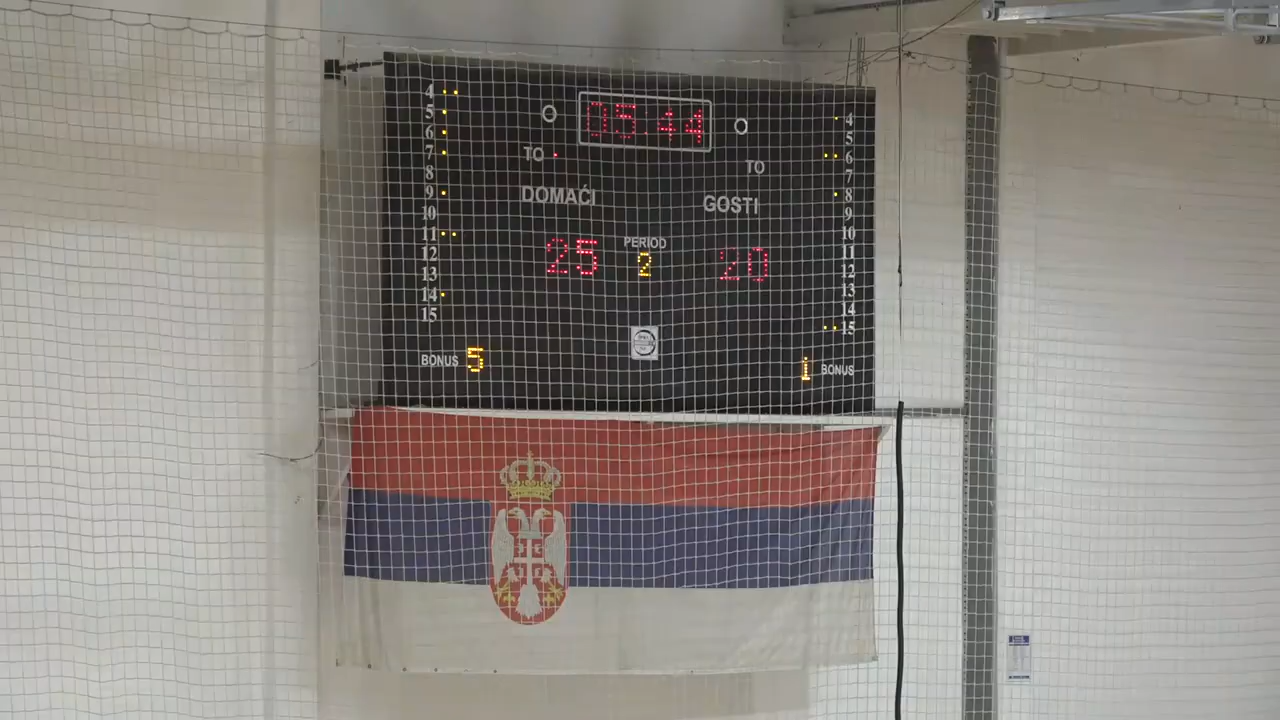 05:44
TO TO
DOMAĆI GOSTI
PERIOD
25 2 20
4 4
5 5
6 6
7 7
8 8
9 9
10 10
11 11
12 12
13 13
14 14
15 15
BONUS 5 1 BONUS